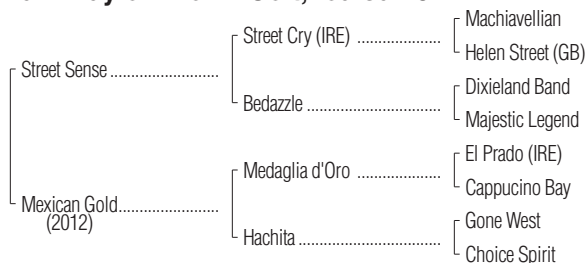 Machiavellian
Street Cry (IRE)
Helen Street (GB)
Street Sense
Dixieland Band
Bedazzle
Majestic Legend
El Prado (IRE)
Medaglia d'Oro
Cappucino Bay
Mexican Gold
(2012)
Gone West
Hachita
Choice Spirit